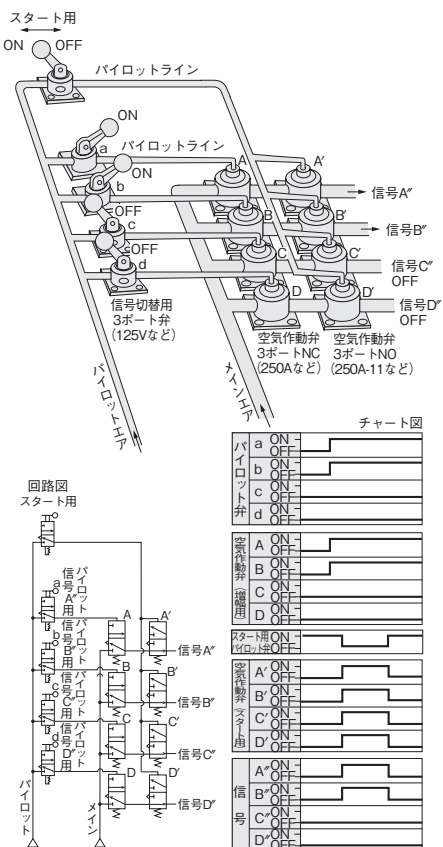 スタート用
ON OFF
パイロットライン
ON
a パイロットライン
ON
b
OFF
c
OFF
d
A A′
B B′
C C′
D D′
信号A″
信号B″
信号C″
OFF
信号D″
OFF
信号切替用
3ポート弁
(125Vなど)
空気作動弁
3ポートNC
(250Aなど)
空気作動弁
3ポートNO
(250A-11など)
パイロットエア
メインエア
チャート図
パイロット弁
a ON OFF
b ON OFF
c ON OFF
d ON OFF
空気作動弁(増幅用)
A ON OFF
B ON OFF
C ON OFF
D ON OFF
スタート用パイロット弁 ON OFF
空気作動弁(スタート用)
A′ ON OFF
B′ ON OFF
C′ ON OFF
D′ ON OFF
信号
A″ ON OFF
B″ ON OFF
C″ ON OFF
D″ ON OFF
回路図
スタート用
a 信号A″用パイロット
b 信号B″用パイロット
c 信号C″用パイロット
d 信号D″用パイロット
A A′
信号A″
B B′
信号B″
C C′
信号C″
D D′
信号D″
パイロット
メイン